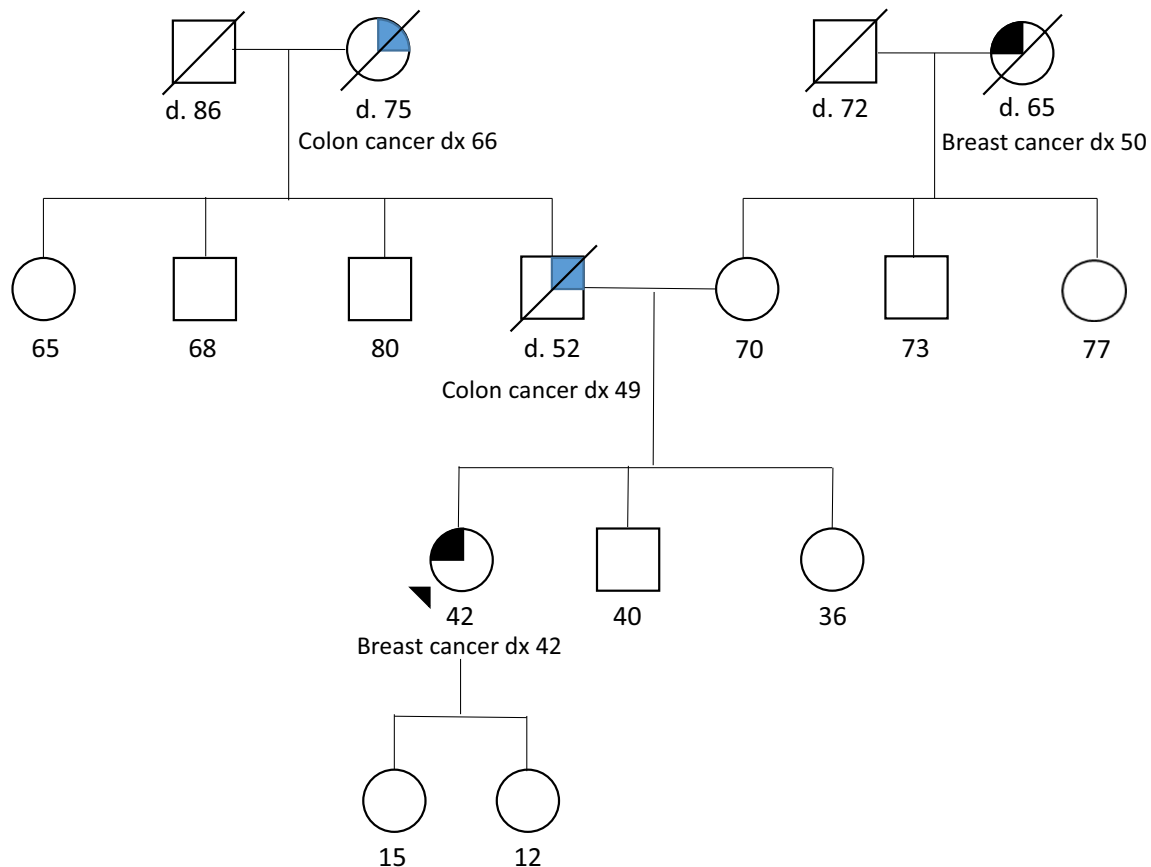 d. 86
d. 75
Colon cancer dx 66
d. 72
d. 65
Breast cancer dx 50
65
68
80
d. 52
Colon cancer dx 49
70
73
77
42
Breast cancer dx 42
40
36
15
12